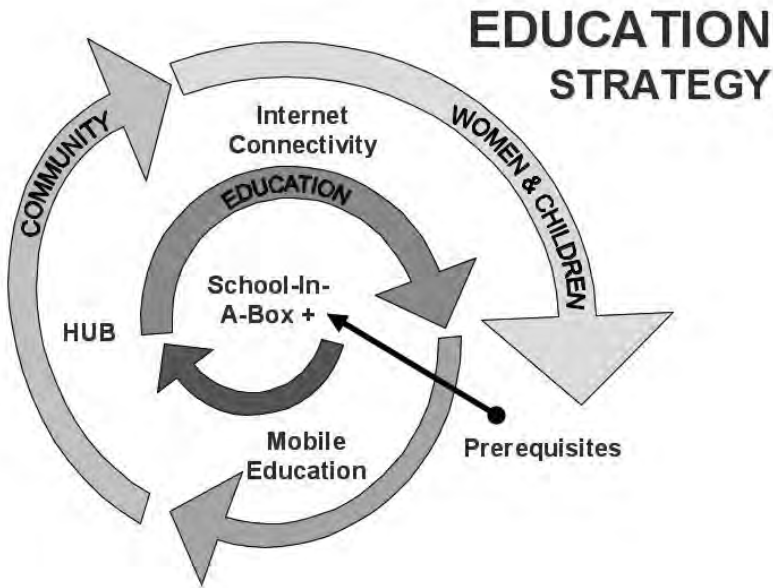 EDUCATION
STRATEGY
COMMUNITY
WOMEN & CHILDREN
Internet
Connectivity
EDUCATION
School-In-
A-Box +
HUB
Mobile
Education
Prerequisites